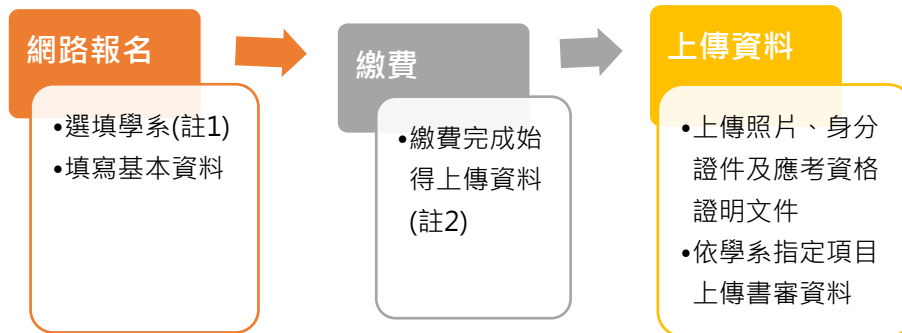 網路報名
•選填學系(註1)
•填寫基本資料
繳費
•繳費完成始
得上傳資料
(註2)
上傳資料
•上傳照片、身分
證件及應考資格
證明文件
•依學系指定項目
上傳書審資料